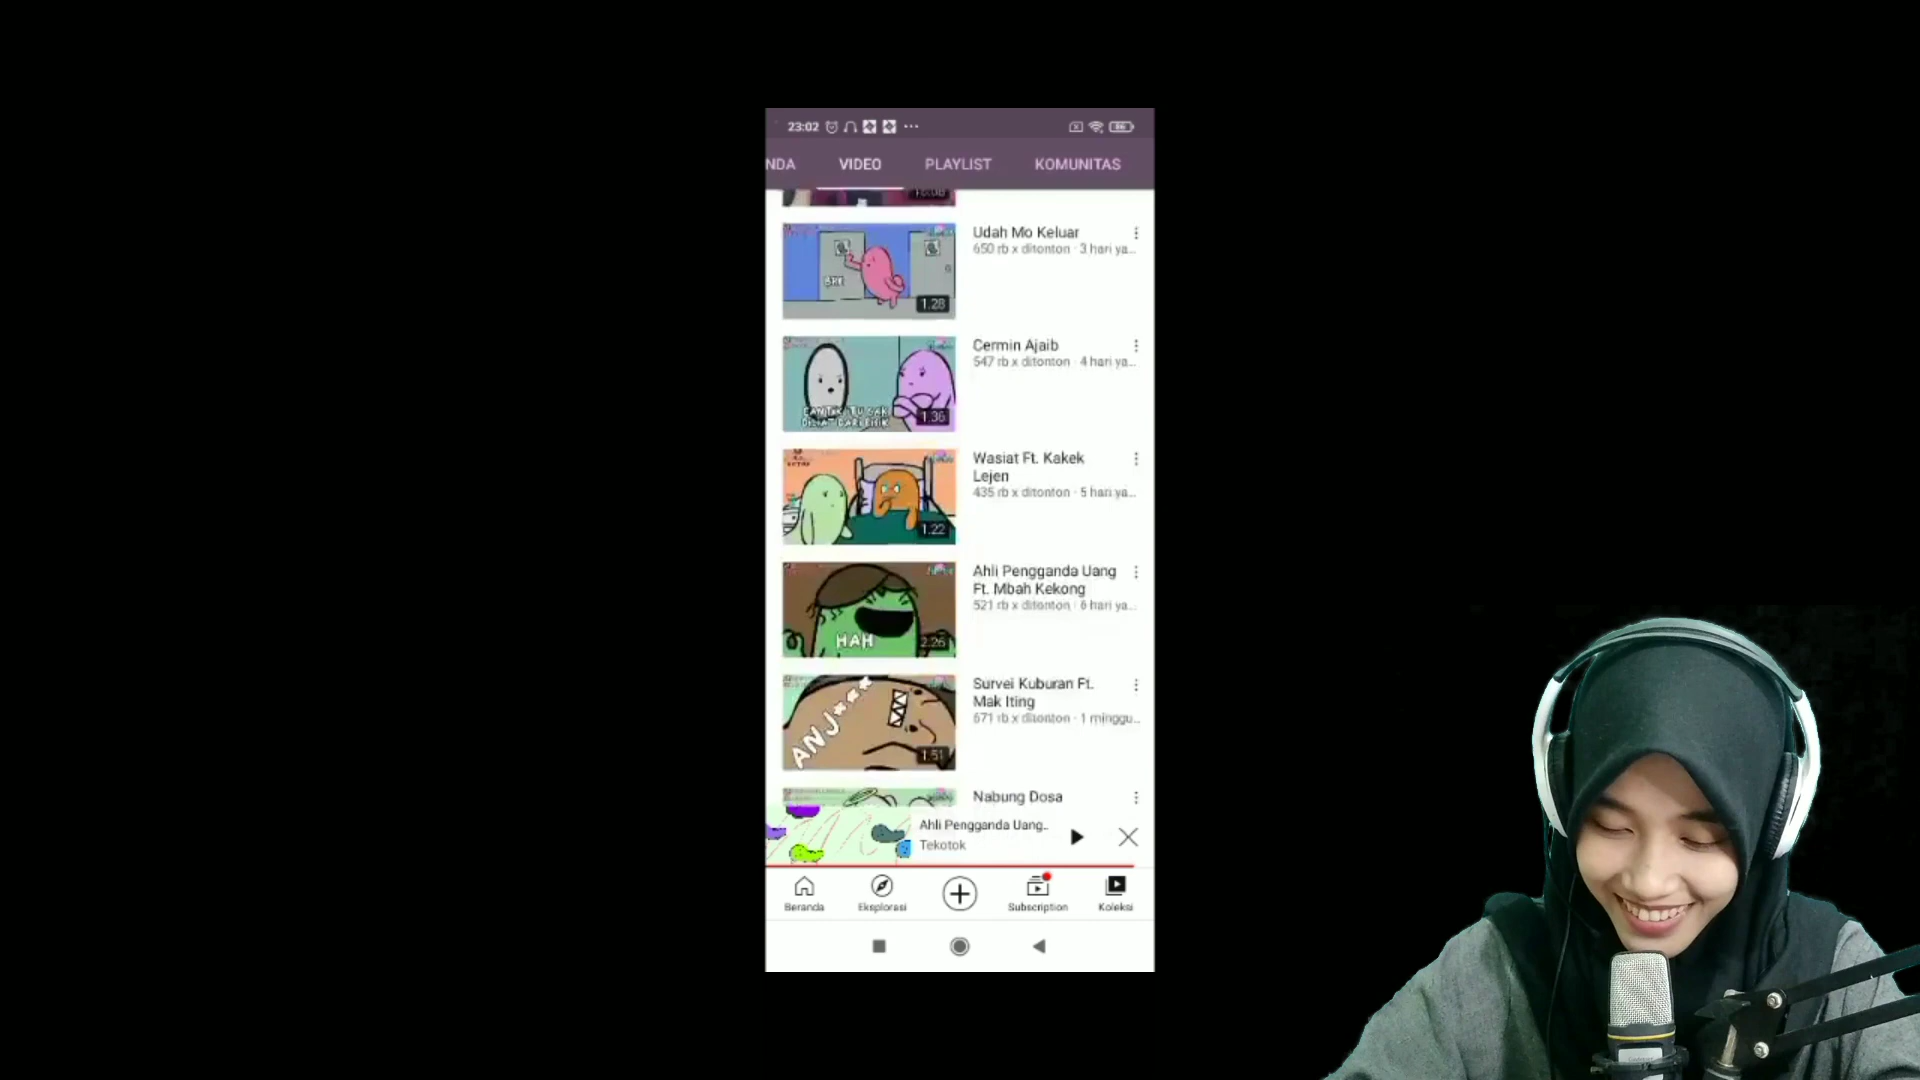 23:02
NDA VIDEO PLAYLIST KOMUNITAS
Udah Mo Keluar
650 rb x ditonton · 3 hari ya...
BRE
1.28
Cermin Ajaib
547 rb x ditonton · 4 hari ya...
1.36
Wasiat Ft. Kakek
Lejen
435 rb x ditonton · 5 hari ya...
1.22
Ahli Pengganda Uang
Ft. Mbah Kekong
521 rb x ditonton · 6 hari ya...
HAH
2.26
Survei Kuburan Ft.
Mak Iting
671 rb x ditonton · 1 minggu...
ANJ***
1.51
Nabung Dosa
Ahli Pengganda Uang..
Tekotok
Beranda Eksplorasi Subscription Koleksi